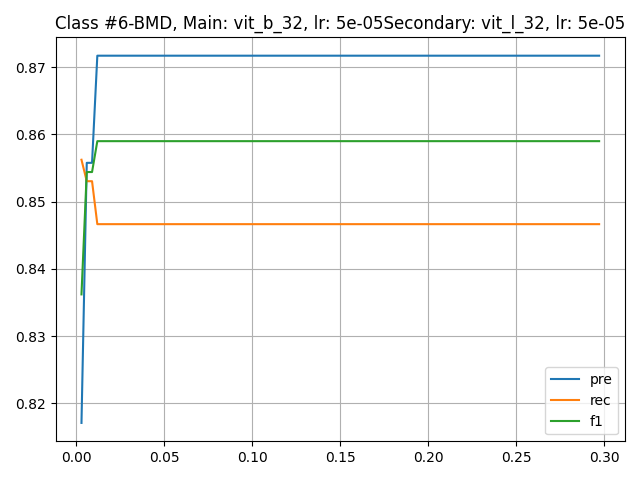 Class #6-BMD, Main: vit_b_32, lr: 5e-05Secondary: vit_l_32, lr: 5e-05
0.87
0.86
0.85
0.84
0.83
0.82
pre
rec
f1
0.00 0.05 0.10 0.15 0.20 0.25 0.30